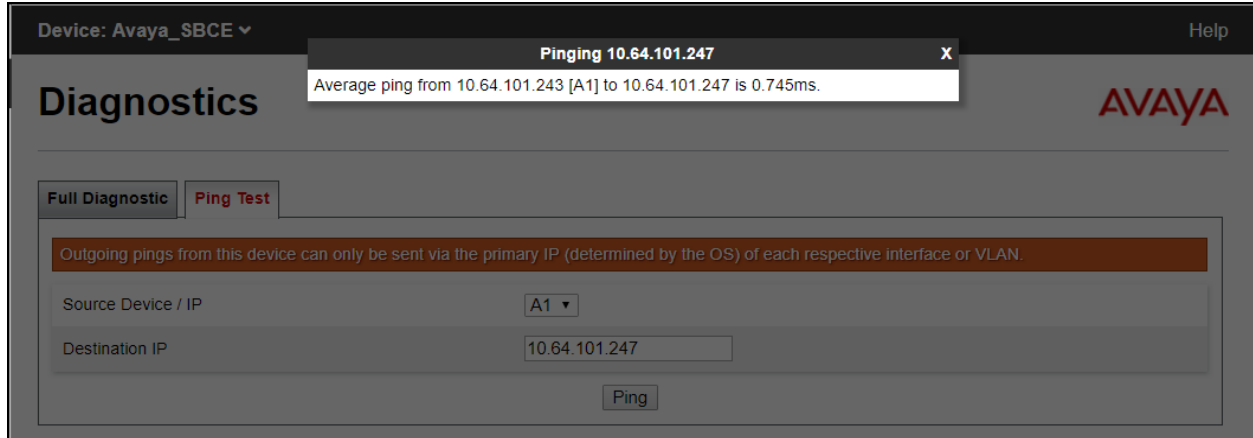 Device: Avaya_SBCE
Help
Pinging 10.64.101.247 X
Average ping from 10.64.101.243 [A1] to 10.64.101.247 is 0.745ms.
Diagnostics
AVAYA
Full Diagnostic Ping Test
Outgoing pings from this device can only be sent via the primary IP (determined by the OS) of each respective interface or VLAN.
Source Device / IP A1
Destination IP 10.64.101.247
Ping